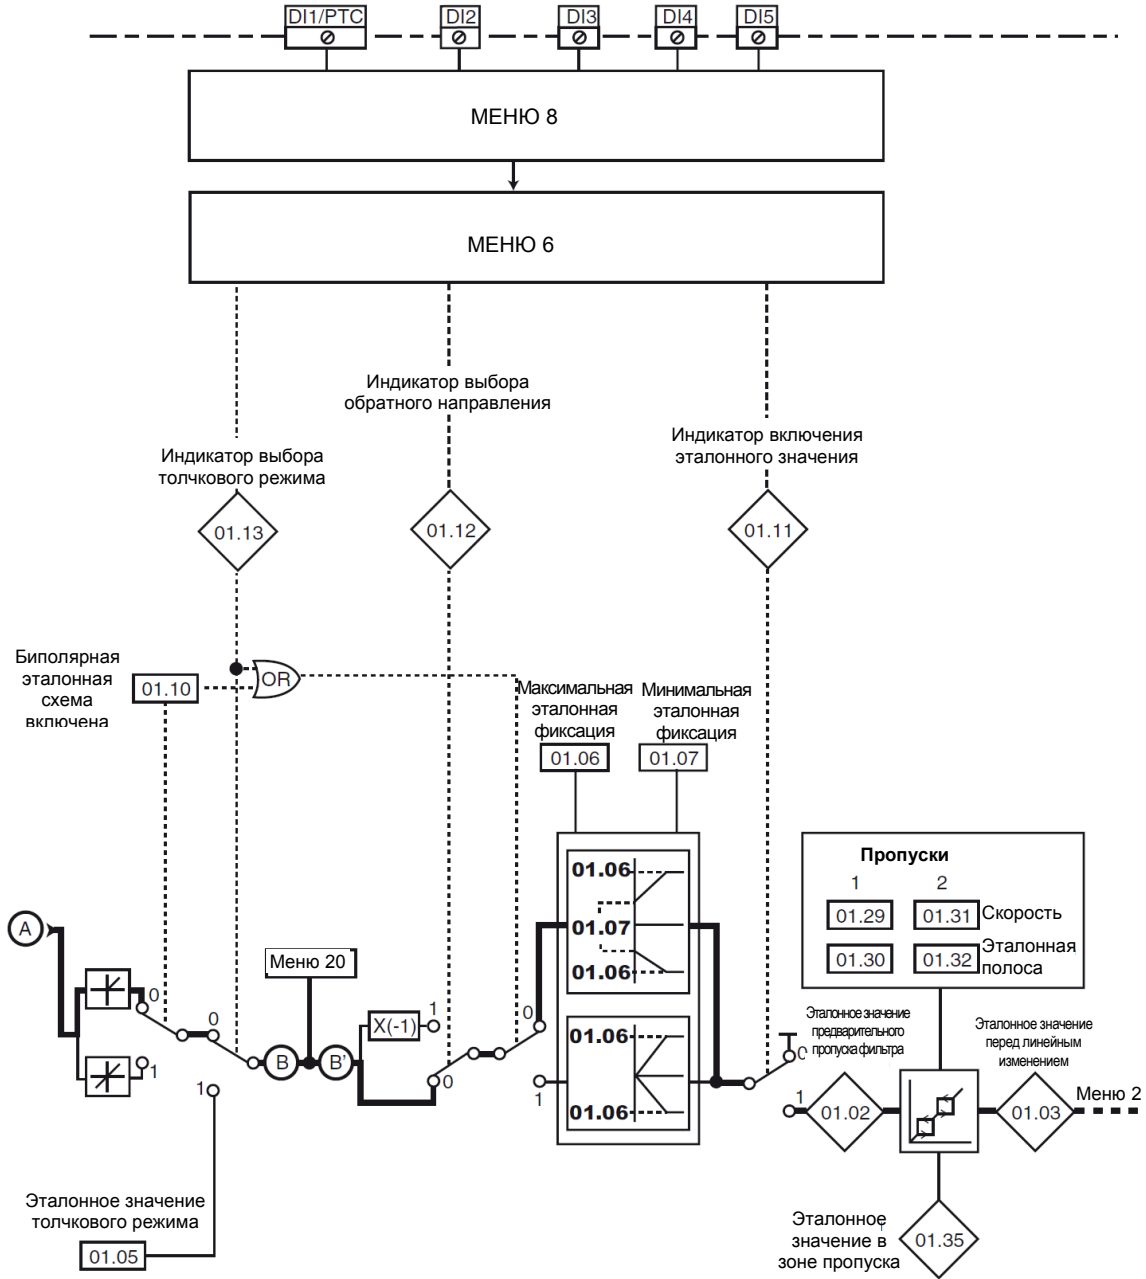 DI1/PTC DI2 DI3 DI4 DI5
МЕНЮ 8
МЕНЮ 6
Индикатор выбора
обратного направления
Индикатор выбора
толчкового режима
Индикатор включения
эталонного значения
01.13
01.12
01.11
Биполярная
эталонная
схема
включена
01.10
OR
Максимальная
эталонная
фиксация
01.06
Минимальная
эталонная
фиксация
01.07
01.06
01.07
01.06
01.06
01.06
Пропуски
1 2
01.29 01.31 Скорость
01.30 01.32 Эталонная
полоса
A
0
1
0
1
Меню 20
B
B'
X(-1)
1
0
0
1
0
1
Эталонное значение
предварительного
пропуска фильтра
01.02
Эталонное значение
перед линейным
изменением
01.03
Меню 2
Эталонное
значение в
зоне пропуска
01.35
Эталонное значение
толчкового режима
01.05